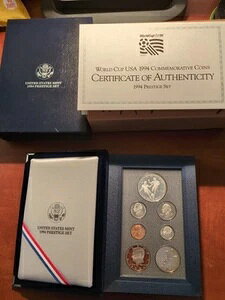 WorldCupUSA94
WORLD CUP USA 1994 COMMEMORATIVE COINS
CERTIFICATE OF AUTHENTICITY
1994 PRESTIGE SET
UNITED STATES MINT
1994 PRESTIGE SET
UNITED STATES MINT
1994 PRESTIGE SET